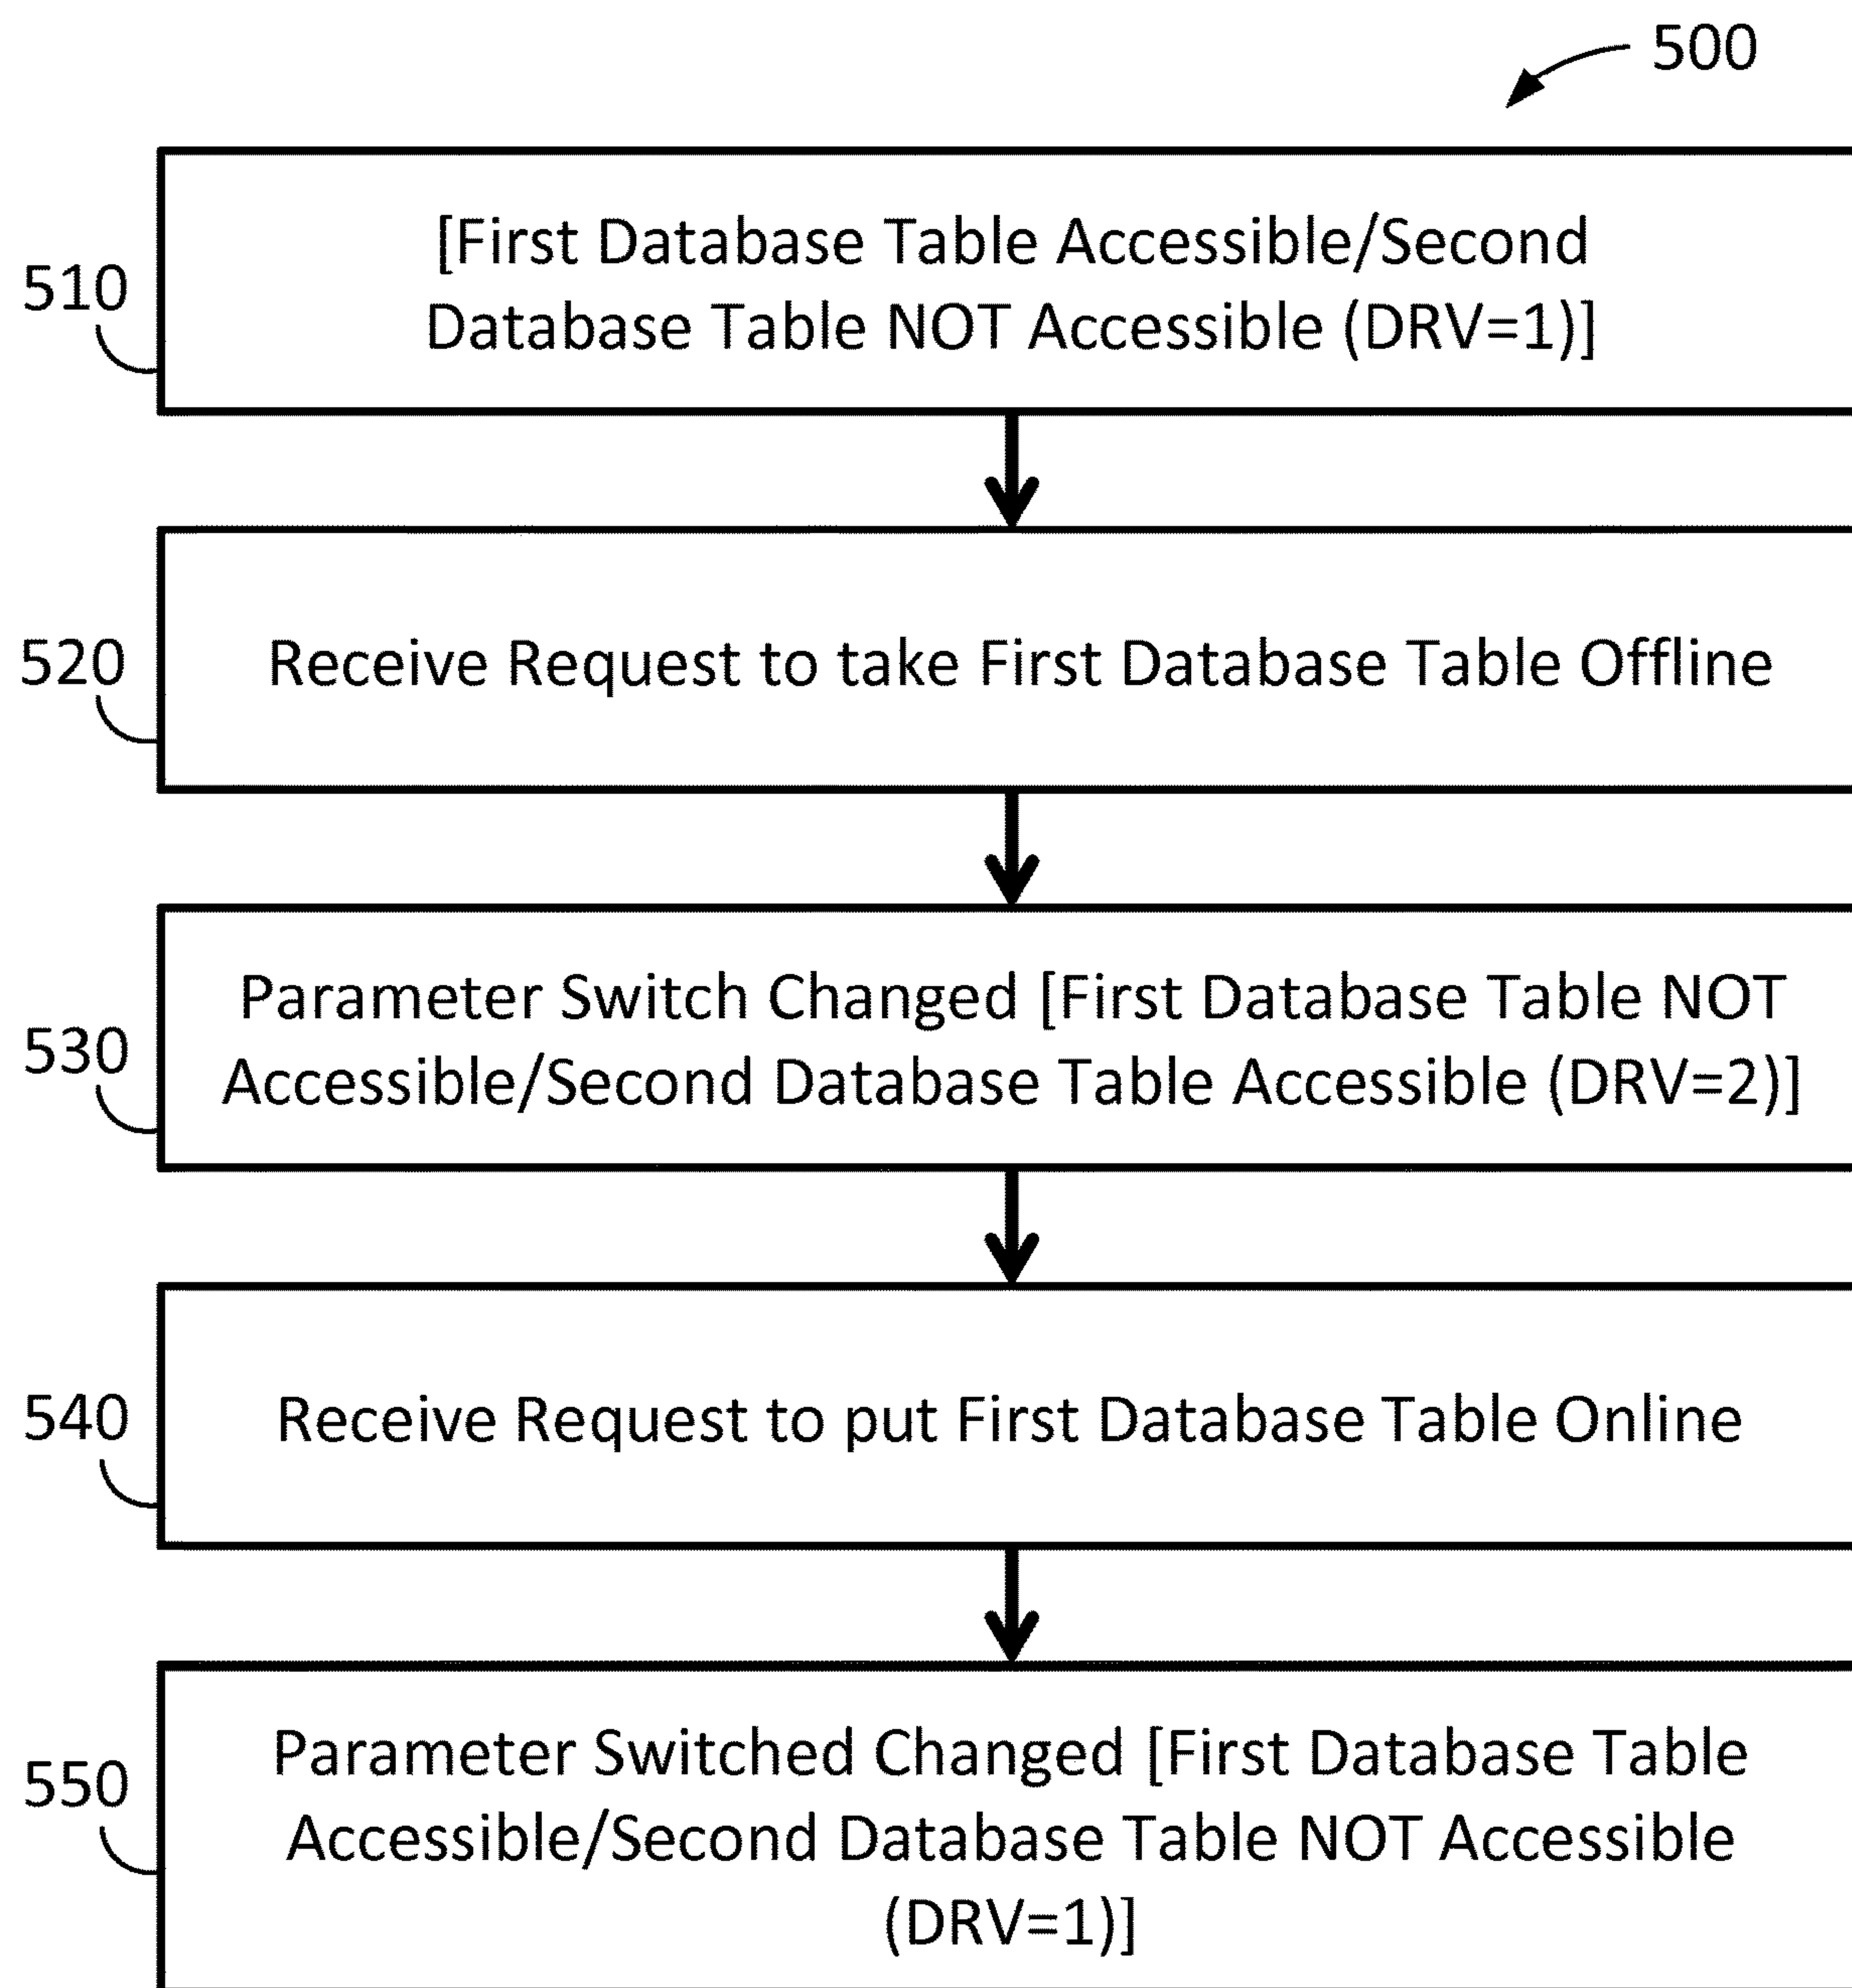 500
510
[First Database Table Accessible/Second
Database Table NOT Accessible (DRV=1)]
520
Receive Request to take First Database Table Offline
530
Parameter Switch Changed [First Database Table NOT
Accessible/Second Database Table Accessible (DRV=2)]
540
Receive Request to put First Database Table Online
550
Parameter Switched Changed [First Database Table
Accessible/Second Database Table NOT Accessible
(DRV=1)]